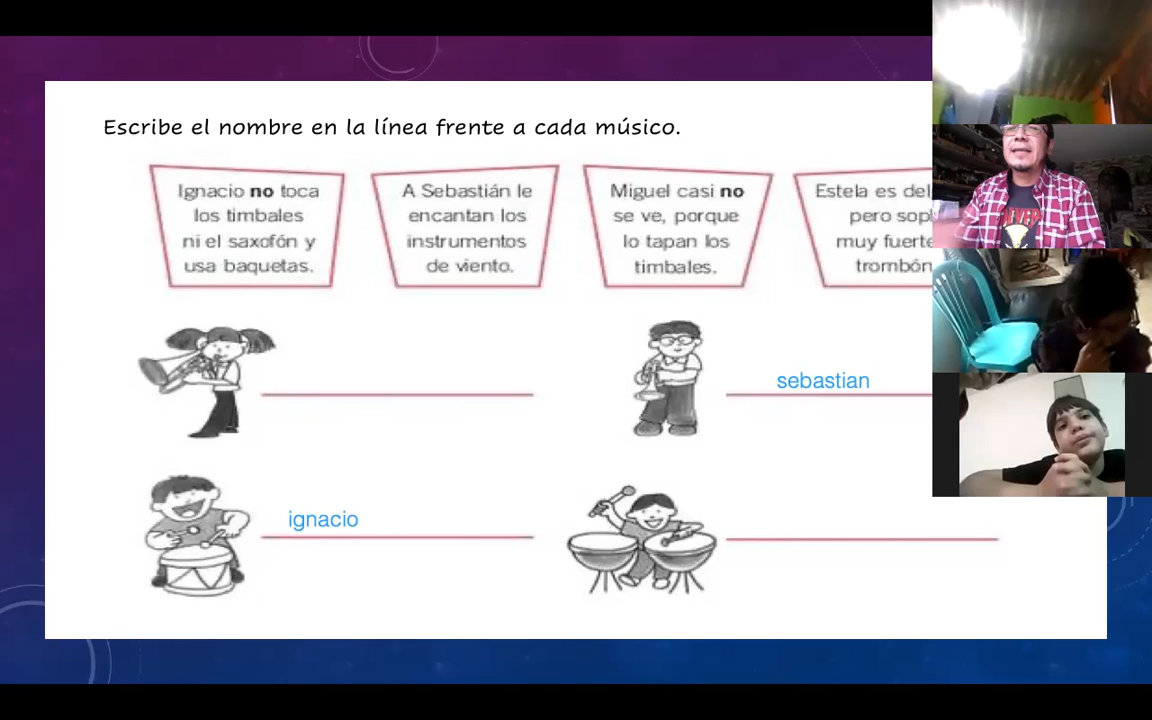 Escribe el nombre en la línea frente a cada músico.
Ignacio no toca
los timbales
ni el saxofón y
usa baquetas.
A Sebastián le
encantan los
instrumentos
de viento.
Miguel casi no
se ve, porque
lo tapan los
timbales.
Estela es
pero
muy fuerte
trombón
sebastian
ignacio